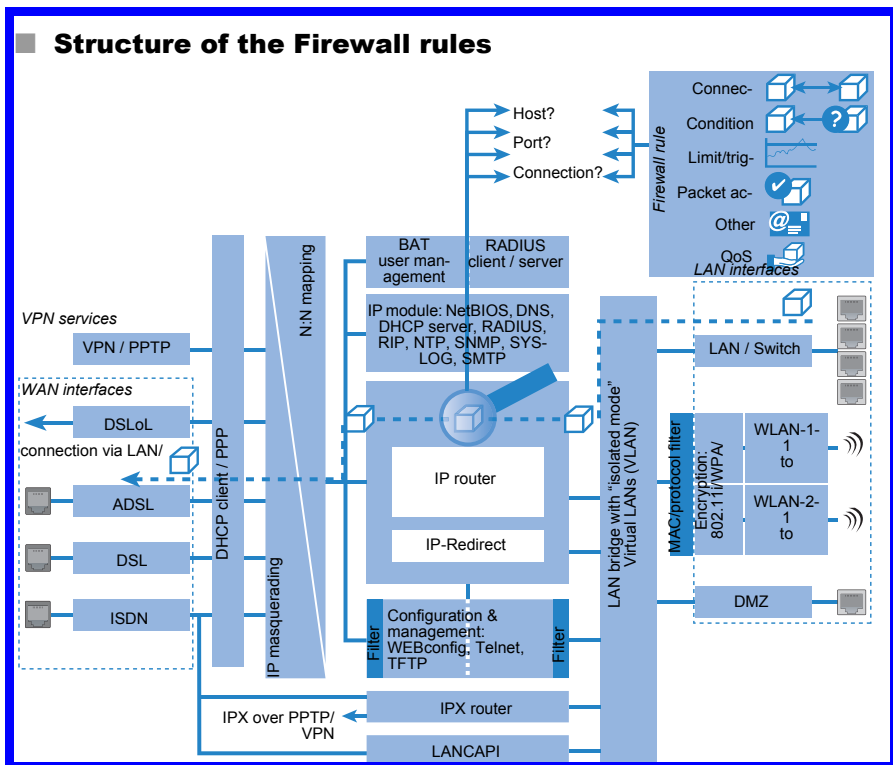 Structure of the Firewall rules
Host?
Port?
Connection?
Firewall rule
Connec-
Condition
Limit/trig-
Packet ac-
Other
QoS
?
@
LAN interfaces
VPN services
VPN / PPTP
WAN interfaces
DSLoL
connection via LAN/
ADSL
DSL
ISDN
DHCP client / PPP
N:N mapping
IP masquerading
BAT
user man-
agement
RADIUS
client / server
IP module: NetBIOS, DNS,
DHCP server, RADIUS,
RIP, NTP, SNMP, SYS-
LOG, SMTP
IP router
IP-Redirect
Filter
Configuration &
management:
WEBconfig, Telnet,
TFTP
Filter
IPX over PPTP/
VPN
IPX router
LANCAPI
LAN bridge with “isolated mode”
Virtual LANs (VLAN)
LAN / Switch
MAC/protocol filter
Encryption:
802.11i/WPA/
WLAN-1-
1
to
WLAN-2-
1
to
DMZ